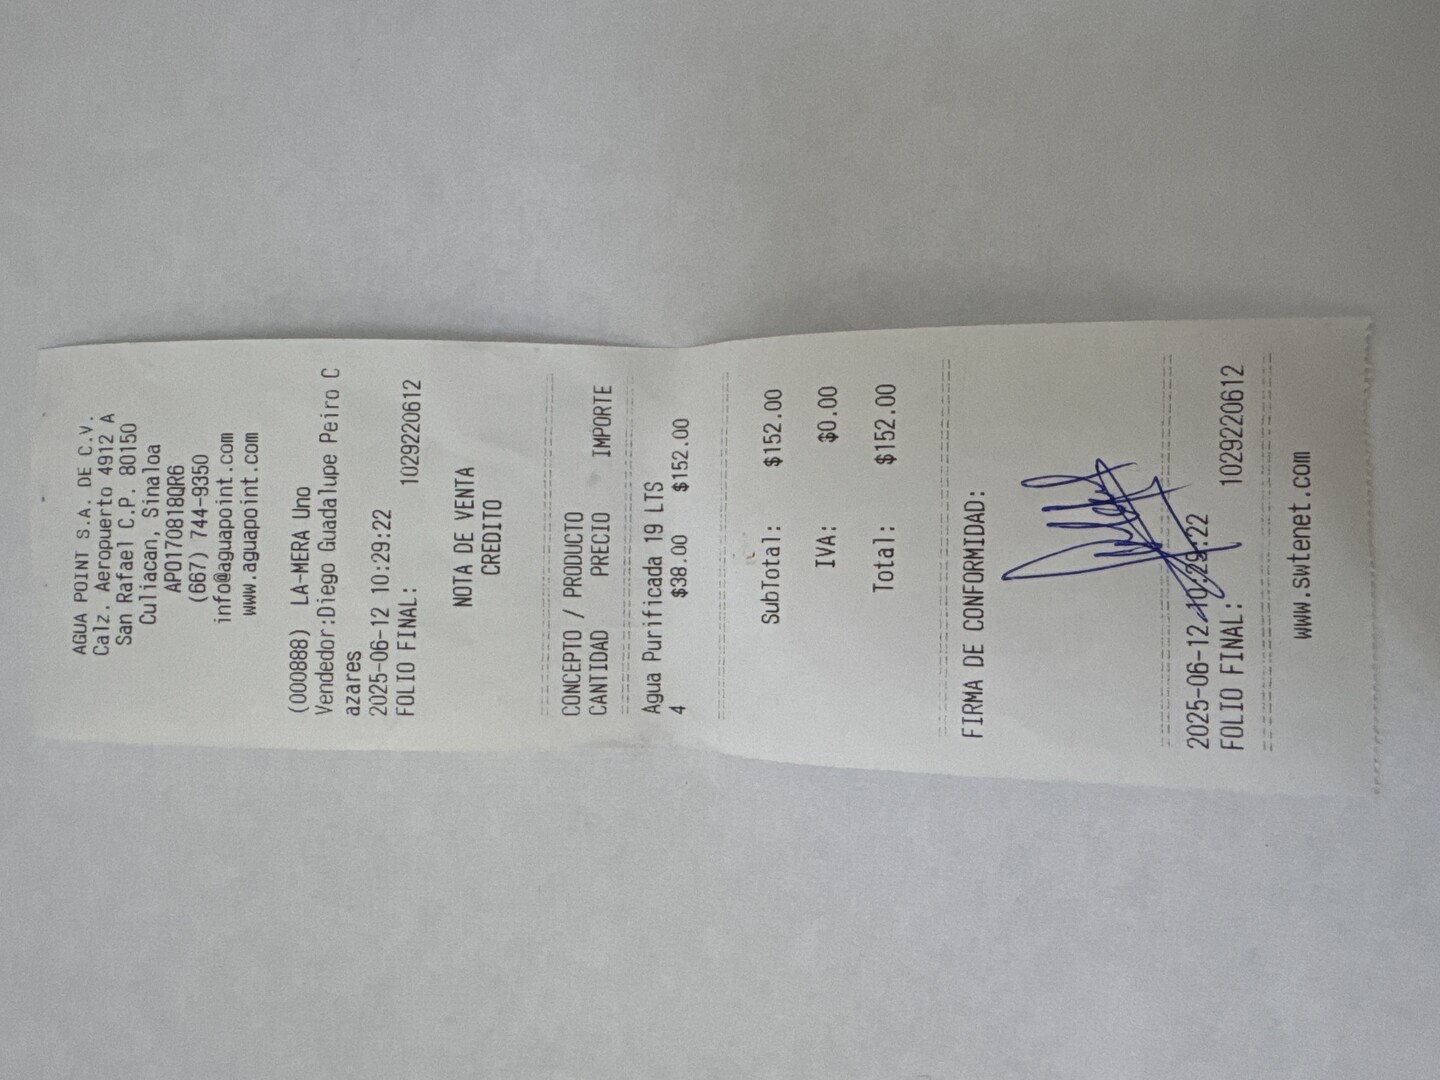 AGUA POINT S.A. DE C.V.
Calz. Aeropuerto 4912 A
San Rafael C.P. 80150
Culiacan, Sinaloa
APO170818QR6
(667) 744-9350
info@aguapoint.com
www.aguapoint.com
(000888) LA-MERA Uno
Vendedor:Diego Guadalupe Peiro C
azares
2025-06-12 10:29:22
FOLIO FINAL: 1029220612
NOTA DE VENTA
CREDITO
CONCEPTO / PRODUCTO
CANTIDAD PRECIO IMPORTE
Agua Purificada 19 LTS
4 $38.00 $152.00
SubTotal: $152.00
IVA: $0.00
Total: $152.00
FIRMA DE CONFORMIDAD:
2025-06-12 10:29:22
FOLIO FINAL: 1029220612
www.swtenet.com